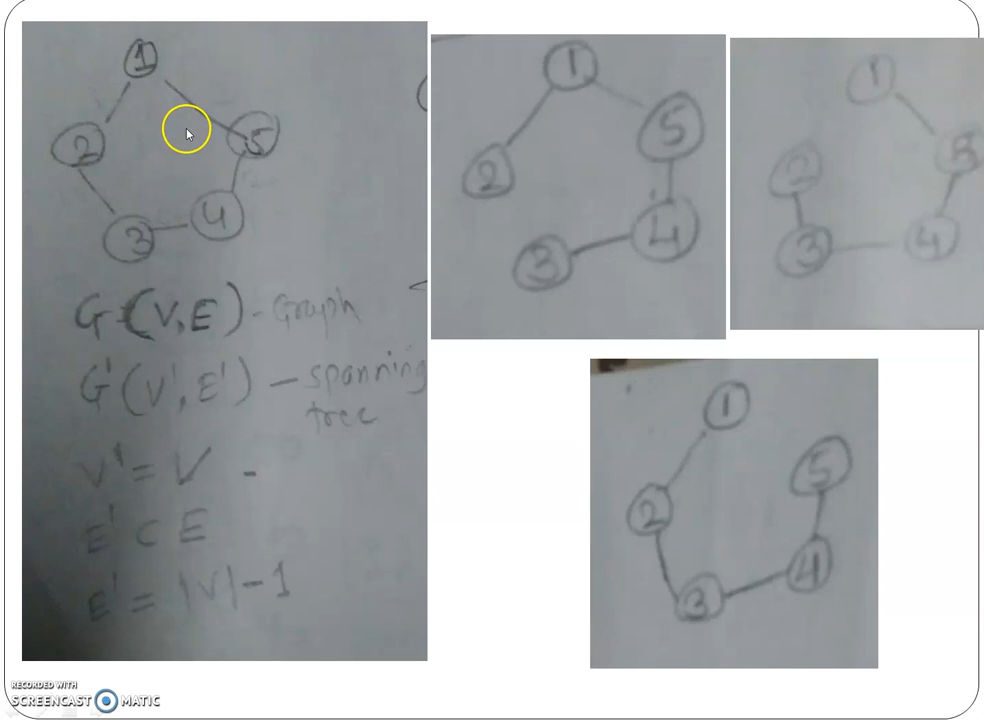 1
2
5
3
4
G(V,E) - Graph
G'(V',E') - spanning
tree
V' = V -
E' ⊂ E
E' = |V| - 1
1
5
2
4
3
1
2
3
4
1
5
2
4
3
RECORDED WITH
SCREENCAST MATIC